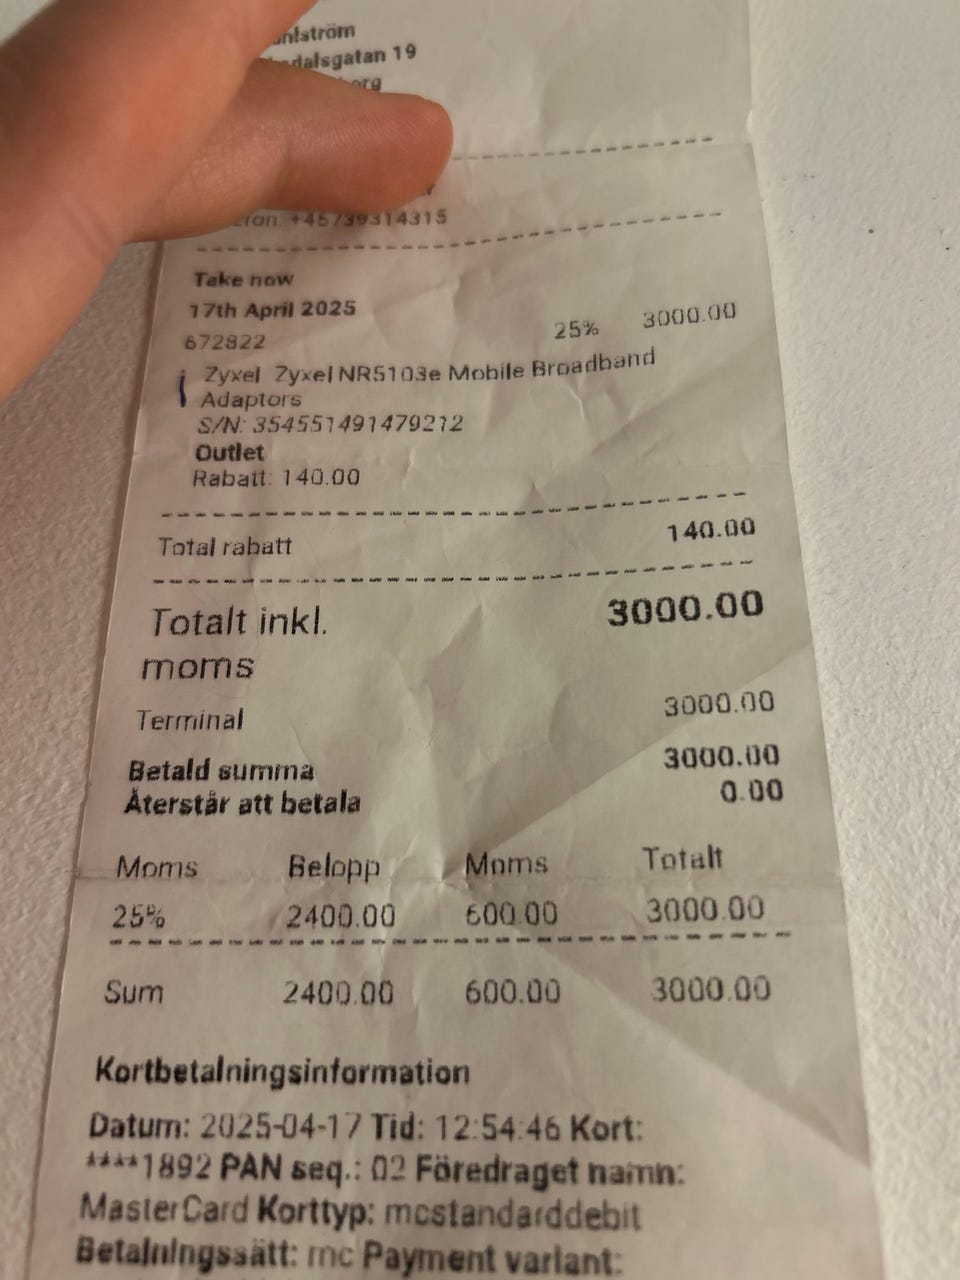 dalsgatan 19
+46739314315
Take now
17th April 2025
672822 25% 3000.00
Zyxel Zyxel NR5103e Mobile Broadband
Adaptors
S/N: 354551491479212
Outlet
Rabatt: 140.00
Total rabatt 140.00
Totalt inkl. 3000.00
moms
Terminal 3000.00
Betald summa 3000.00
Återstår att betala 0.00
Moms Belopp Moms Totalt
25% 2400.00 600.00 3000.00
Sum 2400.00 600.00 3000.00
Kortbetalningsinformation
Datum: 2025-04-17 Tid: 12:54:46 Kort:
****1892 PAN seq.: 02 Föredraget namn:
MasterCard Korttyp: mcstandarddebit
Betalningssätt: mc Payment variant: